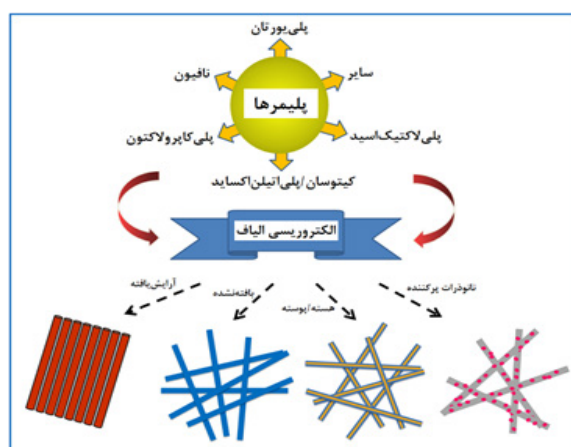 پلی‌یورتان
نافیون
سایر
پلیمرها
پلی‌کاپرولاکتون
پلی‌لاکتیک‌اسید
کیتوسان/پلی‌اتیلن‌اکساید
الکتروریسی الیاف
آرایش‌یافته
بافته‌نشده
هسته/پوسته
نانوذرات پرکننده